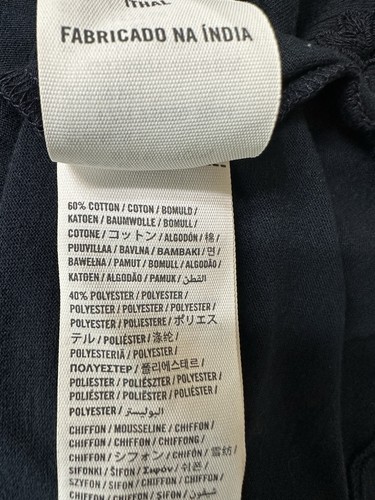 FABRICADO NA ÍNDIA
60% COTTON / COTON / BOMULD /
KATOEN / BAUMWOLLE / BOMULL /
COTONE / コットン / ALGODÓN / 棉 /
PUUVILLAA / BAVLNA / BAMBAKI / 면 /
BAWEŁNA / PAMUT / BOMULL / ALGODÃO /
KATOEN / ALGODÃO / PAMUK / القطن /
40% POLYESTER / POLYESTER /
POLYESTER / POLYESTER / POLYESTER /
POLYESTER / POLIESTERE / ポリエス
テル / POLIÉSTER / 涤纶 /
POLYESTERIÄ / POLYESTER /
ΠΟΛΥΕΣΤΕΡ / 폴리에스테르 /
POLIESTER / POLIÉSZTER / POLYESTER /
POLIÉSTER / POLIÉSTER / POLIÉSTER /
POLYESTER / البوليستر /
CHIFFON / MOUSSELINE / CHIFFON /
CHIFFON / CHIFFON / CHIFFONG /
CHIFFON / シフォン / CHIFÓN / 雪纺 /
SIFONKI / ŠIFON / Σιφόν / 쉬폰 /
SZYFON / SIFON / CHIFFON / CHIFFON /
CHIFFON / CHIFFON / ŞIFON / شيفون /